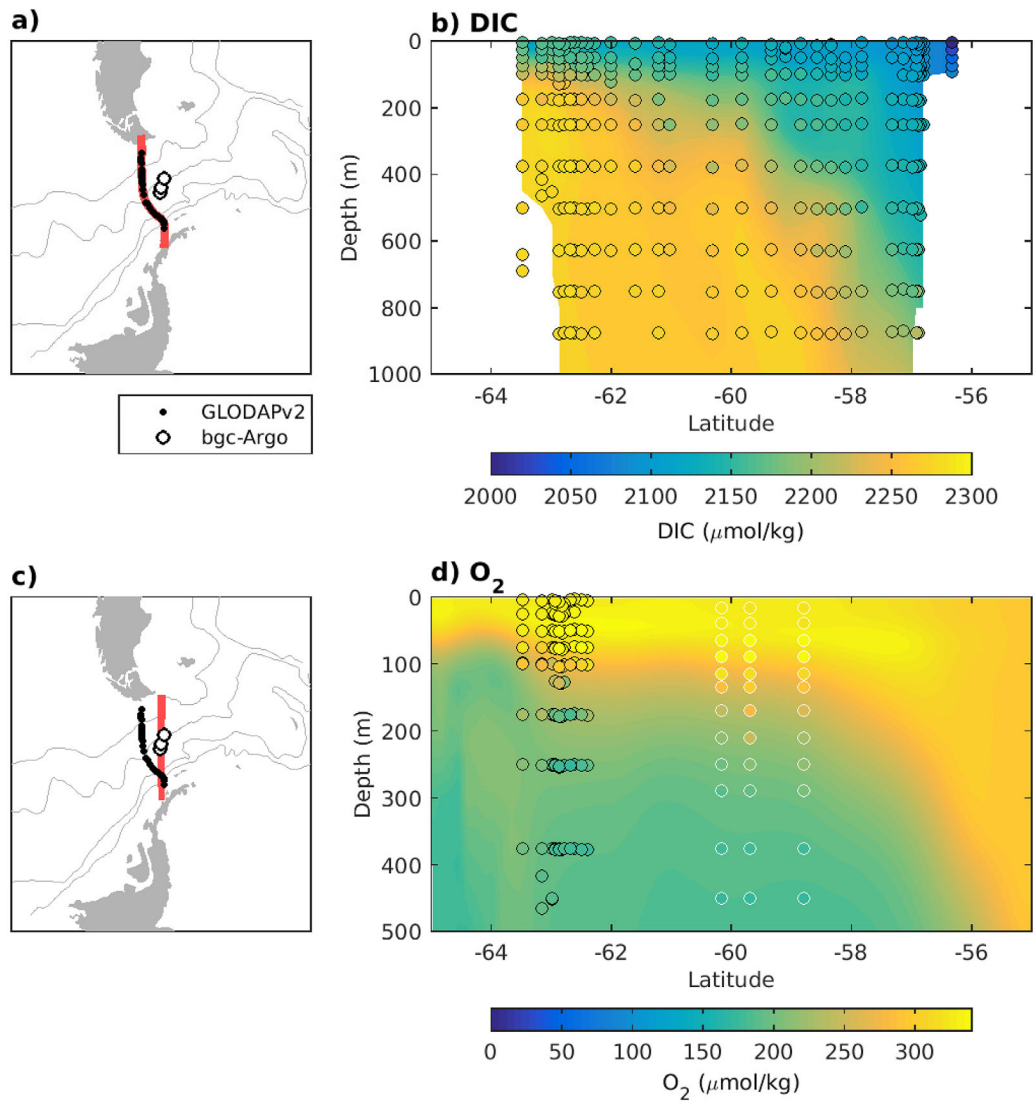 a)
GLODAPv2
bgc-Argo
b) DIC
0
200
400
600
800
1000
Depth (m)
-64 -62 -60 -58 -56
Latitude
2000 2050 2100 2150 2200 2250 2300
DIC (μmol/kg)
c)
d) O₂
0
100
200
300
400
500
Depth (m)
-64 -62 -60 -58 -56
Latitude
0 50 100 150 200 250 300
O₂ (μmol/kg)